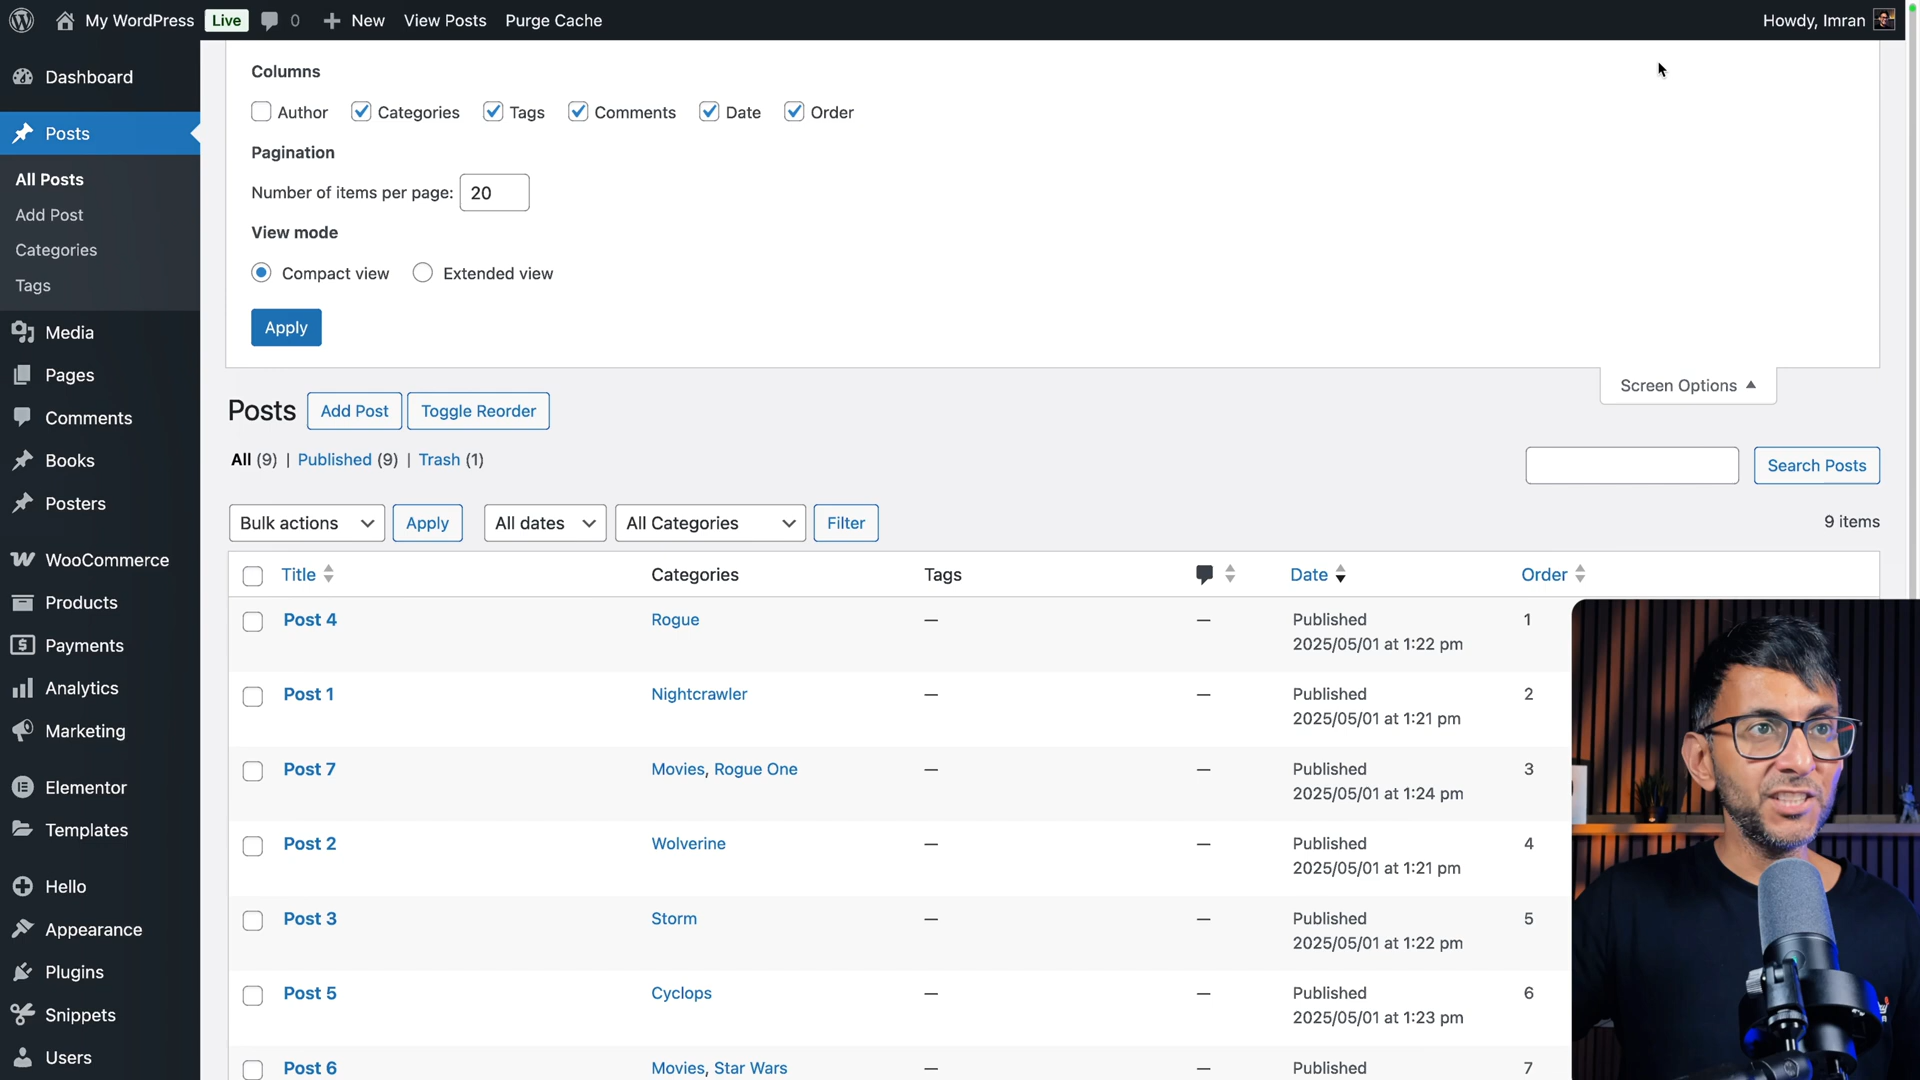 My WordPress Live 0 New View Posts Purge Cache Howdy, Imran
Dashboard
Posts
All Posts
Add Post
Categories
Tags
Media
Pages
Comments
Books
Posters
WooCommerce
Products
Payments
Analytics
Marketing
Elementor
Templates
Hello
Appearance
Plugins
Snippets
Users
Columns
Author Categories Tags Comments Date Order
Pagination
Number of items per page: 20
View mode
Compact view Extended view
Apply
Screen Options
Posts Add Post Toggle Reorder
All (9) | Published (9) | Trash (1)
Search Posts
Bulk actions Apply All dates All Categories Filter 9 items
Title Categories Tags Date Order
Post 4 Rogue — — Published 1
2025/05/01 at 1:22 pm
Post 1 Nightcrawler — — Published 2
2025/05/01 at 1:21 pm
Post 7 Movies, Rogue One — — Published 3
2025/05/01 at 1:24 pm
Post 2 Wolverine — — Published 4
2025/05/01 at 1:21 pm
Post 3 Storm — — Published 5
2025/05/01 at 1:22 pm
Post 5 Cyclops — — Published 6
2025/05/01 at 1:23 pm
Post 6 Movies, Star Wars — — Published 7